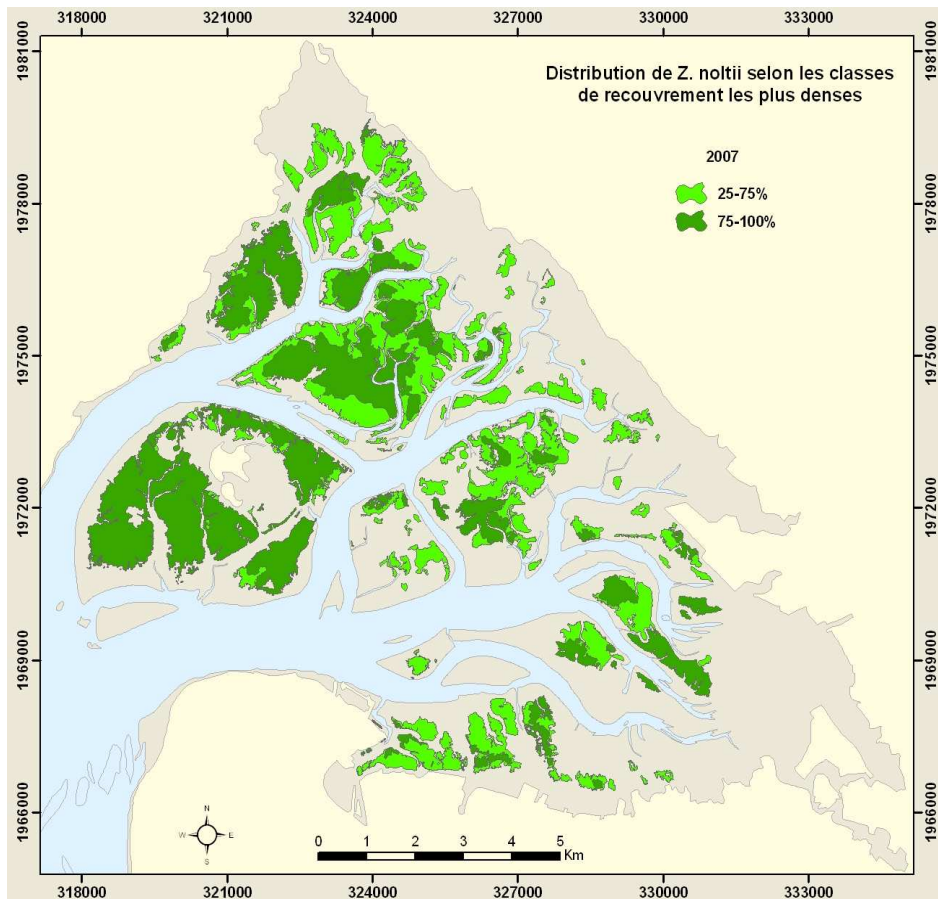 318000 321000 324000 327000 330000 333000
1981000
1978000
1975000
1972000
1969000
1966000
Distribution de Z. noltii selon les classes
de recouvrement les plus denses
2007
25-75%
75-100%
1981000
1978000
1975000
1972000
1969000
1966000
N
W E
S
0 1 2 3 4 5
Km
318000 321000 324000 327000 330000 333000